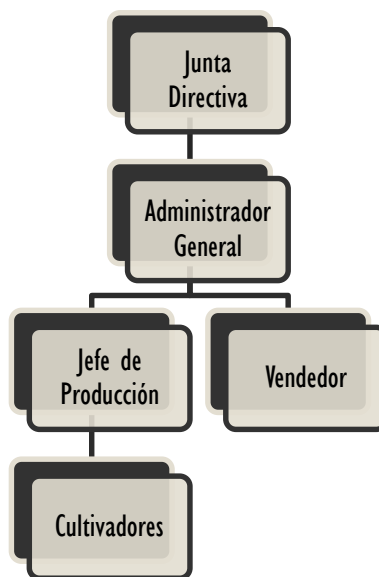 Junta
Directiva
Administrador
General
Jefe de
Producción
Vendedor
Cultivadores